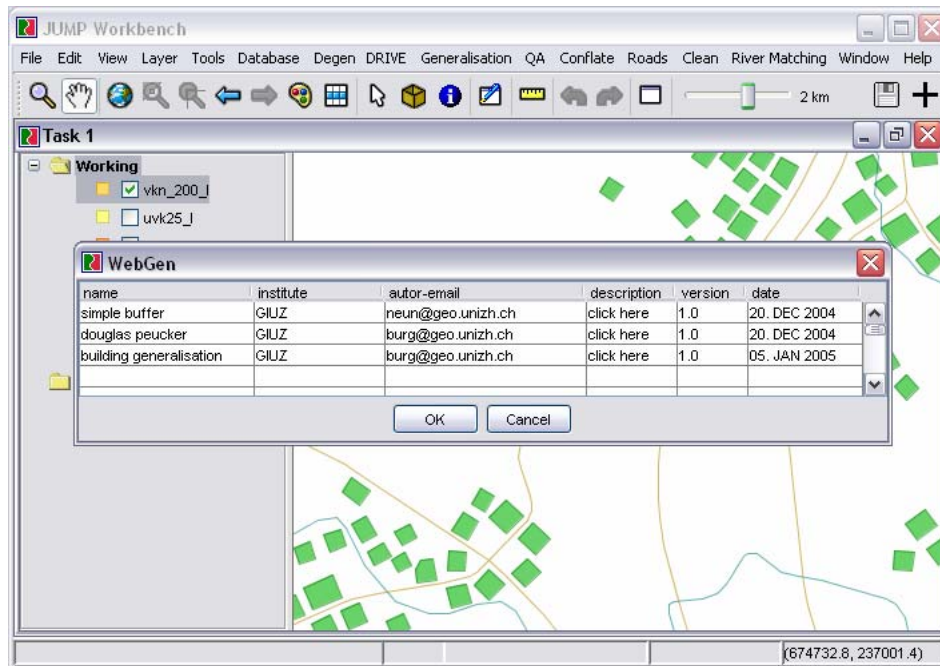 JUMP Workbench
File Edit View Layer Tools Database Degen DRIVE Generalisation QA Conflate Roads Clean River Matching Window Help
2 km
Task 1
Working
vkn_200_l
uvk25_l
WebGen
name institute autor-email description version date
simple buffer GIUZ neun@geo.unizh.ch click here 1.0 20. DEC 2004
douglas peucker GIUZ burg@geo.unizh.ch click here 1.0 20. DEC 2004
building generalisation GIUZ burg@geo.unizh.ch click here 1.0 05. JAN 2005
OK Cancel
(674732.8, 237001.4)